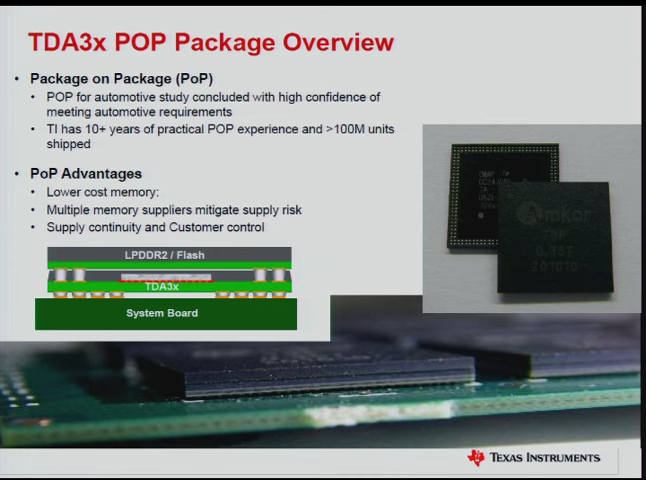 TDA3x POP Package Overview
• Package on Package (PoP)
• POP for automotive study concluded with high confidence of
meeting automotive requirements
• TI has 10+ years of practical POP experience and >100M units
shipped
• PoP Advantages
• Lower cost memory:
• Multiple memory suppliers mitigate supply risk
• Supply continuity and Customer control
LPDDR2 / Flash
TDA3x
System Board
OMAP
Amkor
TEXAS INSTRUMENTS